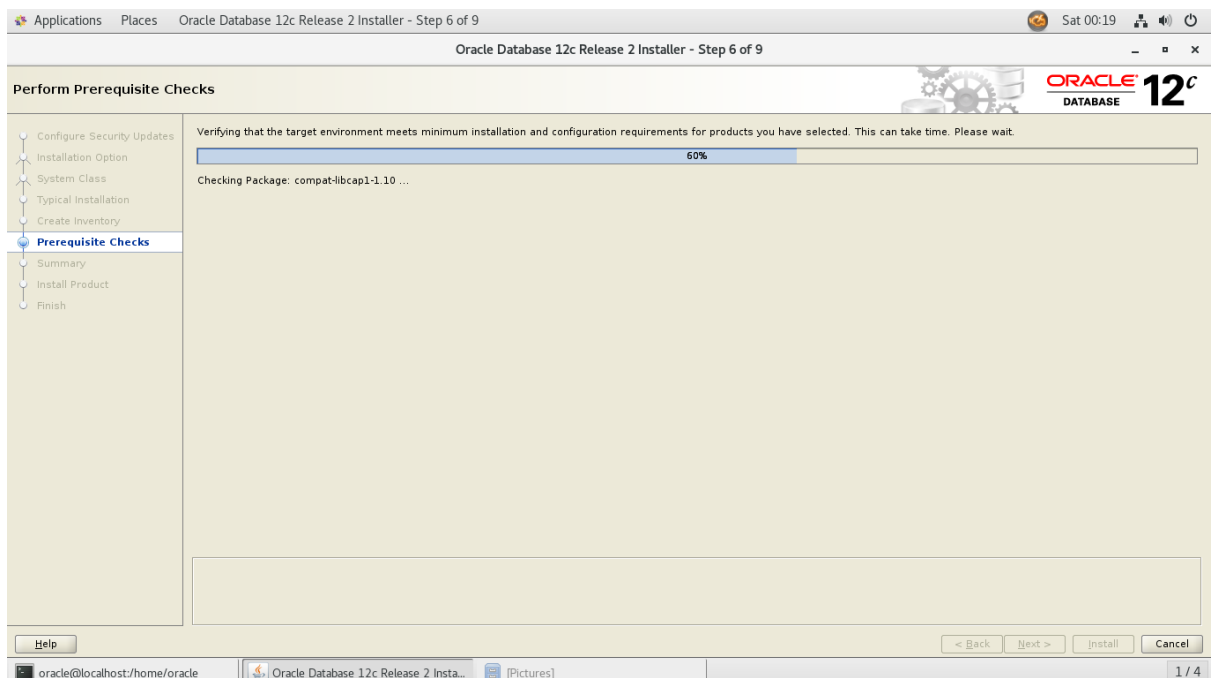 Applications Places Oracle Database 12c Release 2 Installer - Step 6 of 9 Sat 00:19
Oracle Database 12c Release 2 Installer - Step 6 of 9
Perform Prerequisite Checks
ORACLE
DATABASE
12c
Configure Security Updates
Installation Option
System Class
Typical Installation
Create Inventory
Prerequisite Checks
Summary
Install Product
Finish
Verifying that the target environment meets minimum installation and configuration requirements for products you have selected. This can take time. Please wait.
60%
Checking Package: compat-libcap1-1.10 ...
Help < Back Next > Install Cancel
oracle@localhost:/home/oracle Oracle Database 12c Release 2 Insta... [Pictures] 1 / 4